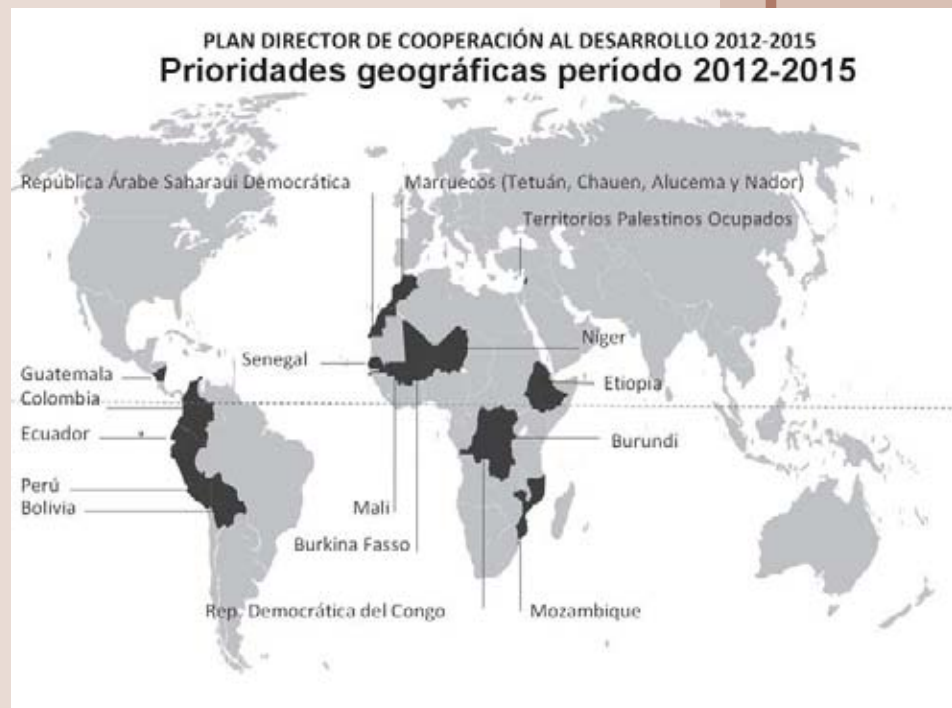 PLAN DIRECTOR DE COOPERACIÓN AL DESARROLLO 2012-2015
Prioridades geográficas período 2012-2015
República Árabe Saharaui Democrática
Marruecos (Tetuán, Chauen, Alucema y Nador)
Territorios Palestinos Ocupados
Níger
Senegal
Guatemala
Etiopia
Colombia
Ecuador
Burundi
Perú
Bolivia
Mali
Burkina Fasso
Rep. Democrática del Congo
Mozambique